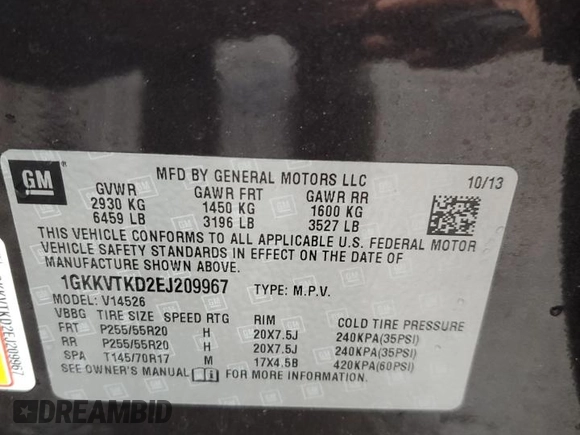 GM
MFD BY GENERAL MOTORS LLC 10/13
GVWR GAWR FRT GAWR RR
2930 KG 1450 KG 1600 KG
6459 LB 3196 LB 3527 LB
THIS VEHICLE CONFORMS TO ALL APPLICABLE U.S. FEDERAL MOTOR
VEHICLE SAFETY STANDARDS IN EFFECT ON THE DATE OF
MANUFACTURE SHOWN ABOVE.
1GKKVTKD2EJ209967 TYPE: M.P.V.
MODEL: V14526
VBBG TIRE SIZE SPEED RTG RIM COLD TIRE PRESSURE
FRT P255/55R20 H 20X7.5J 240KPA(35PSI)
RR P255/55R20 H 20X7.5J 240KPA(35PSI)
SPA T145/70R17 M 17X4.5B 420KPA(60PSI)
SEE OWNER'S MANUAL FOR MORE INFORMATION
GKKVTKD2EJ209967
DREAMBID